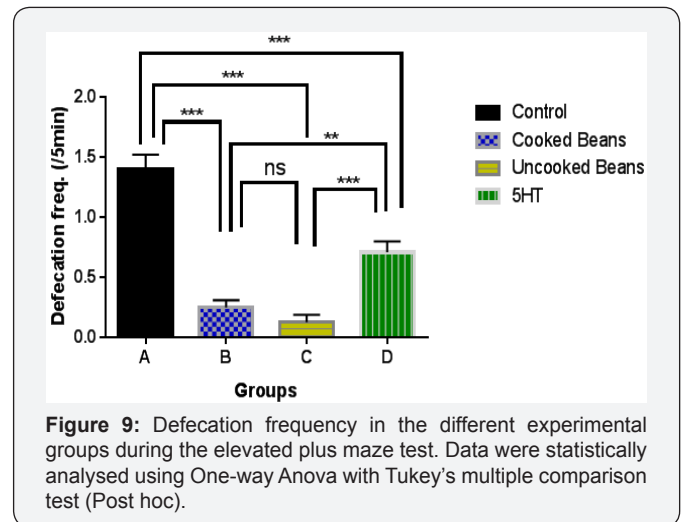 ***
***
***
**
ns
***
2.0
1.5
1.0
0.5
0.0
Defecation freq. (/5min)
A B C D
Groups
Control
Cooked Beans
Uncooked Beans
5HT
Figure 9: Defecation frequency in the different experimental
groups during the elevated plus maze test. Data were statistically
analysed using One-way Anova with Tukey's multiple comparison
test (Post hoc).